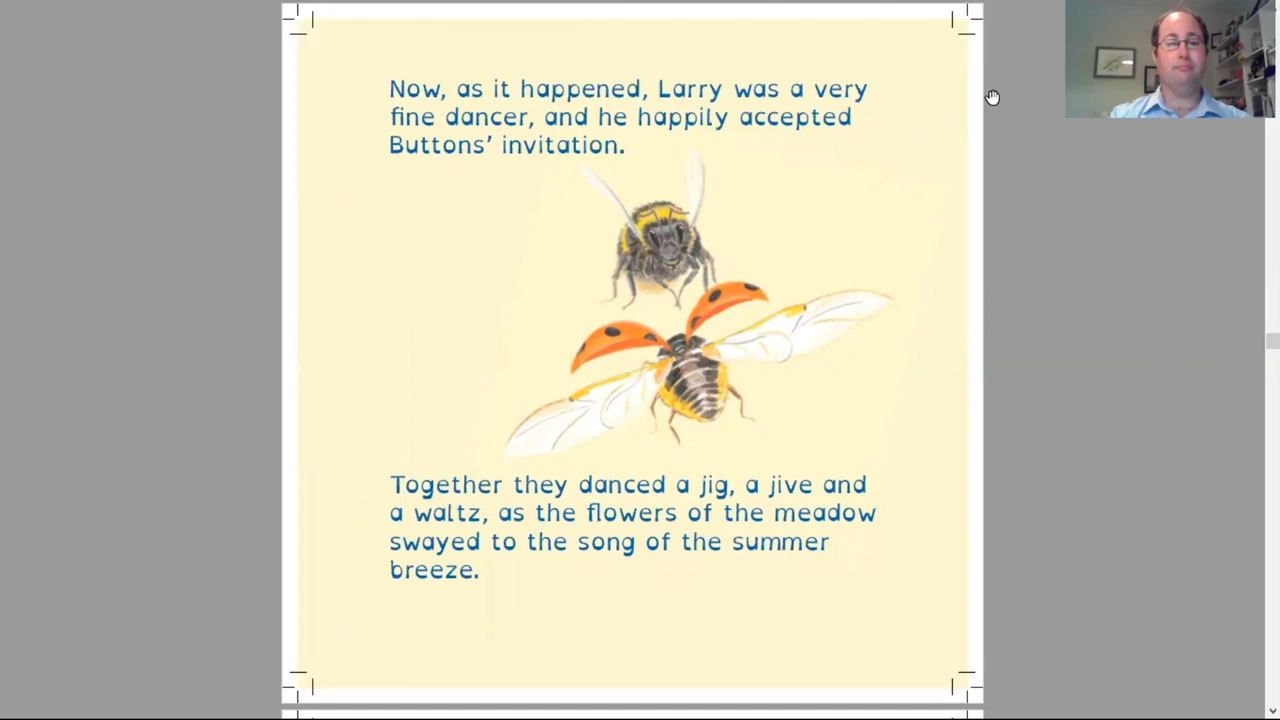 Now, as it happened, Larry was a very
fine dancer, and he happily accepted
Buttons’ invitation.
Together they danced a jig, a jive and
a waltz, as the flowers of the meadow
swayed to the song of the summer
breeze.